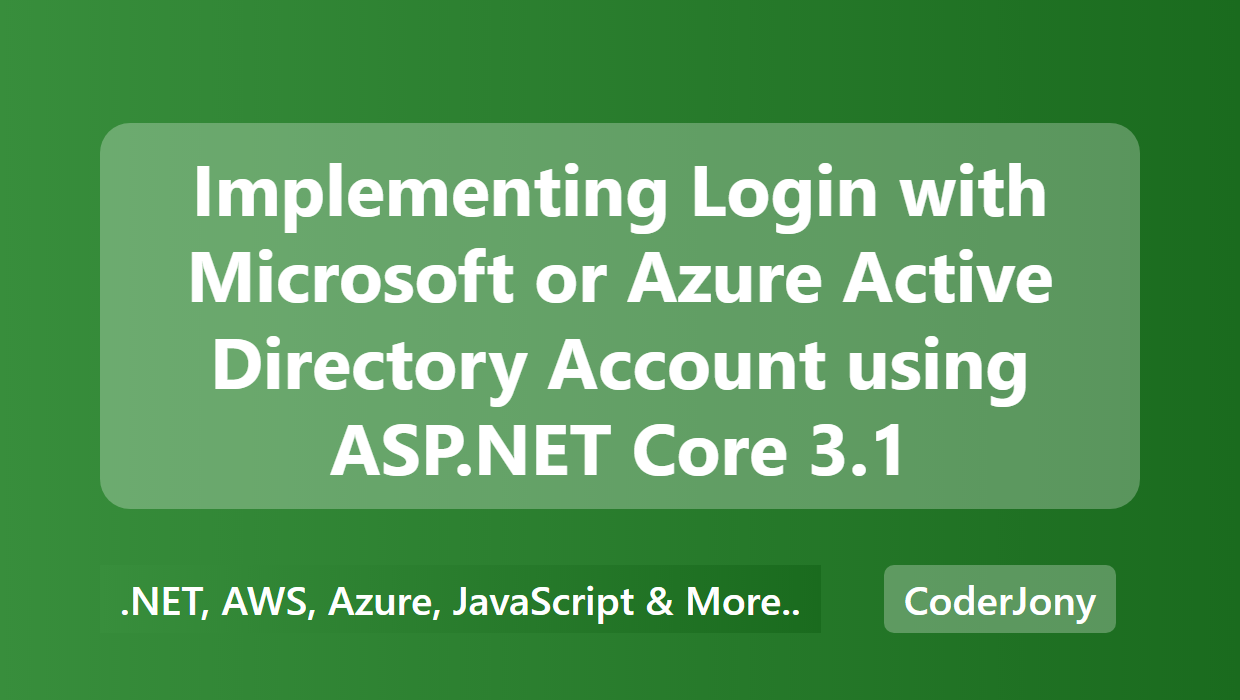 Implementing Login with
Microsoft or Azure Active
Directory Account using
ASP.NET Core 3.1
.NET, AWS, Azure, JavaScript & More..
CoderJony